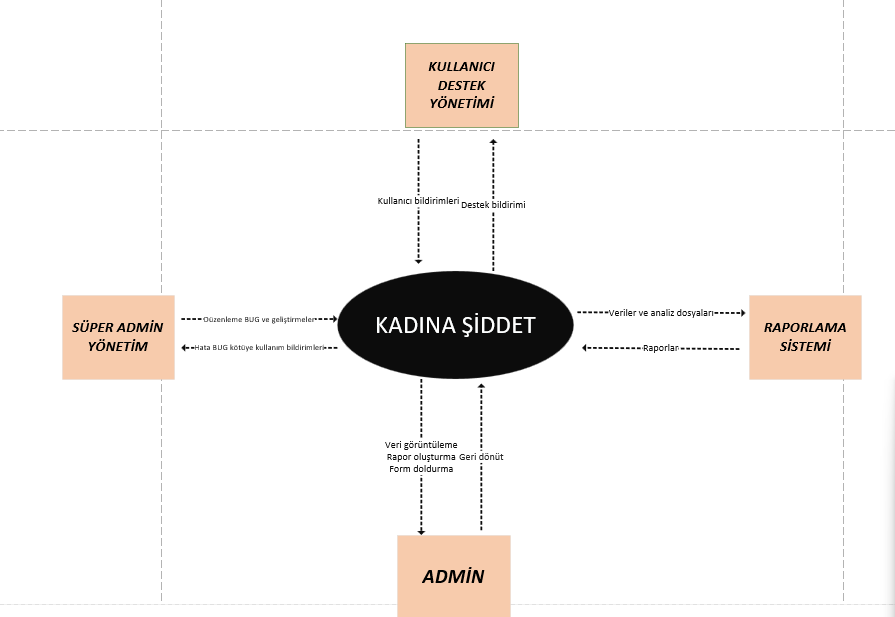 KULLANICI
DESTEK
YÖNETİMİ
Kullanıcı bildirimleri
Destek bildirimi
SÜPER ADMİN
YÖNETİM
Düzenleme BUG ve geliştirmeler
Hata BUG kötüye kullanım bildirimleri
KADINA ŞİDDET
Veriler ve analiz dosyaları
Raporlar
RAPORLAMA
SİSTEMİ
Veri görüntüleme
Rapor oluşturma
Form doldurma
Geri dönüt
ADMİN